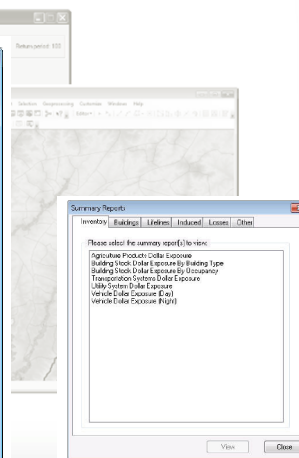 Return period: 100
Selection Geoprocessing Customize Windows Help
Editor
Summary Reports
Inventory Buildings Lifelines Induced Losses Other
Please select the summary report(s) to view:
Agriculture Products Dollar Exposure
Building Stock Dollar Exposure By Building Type
Building Stock Dollar Exposure By Occupancy
Transportation Systems Dollar Exposure
Utility System Dollar Exposure
Vehicle Dollar Exposure (Day)
Vehicle Dollar Exposure (Night)
View Close